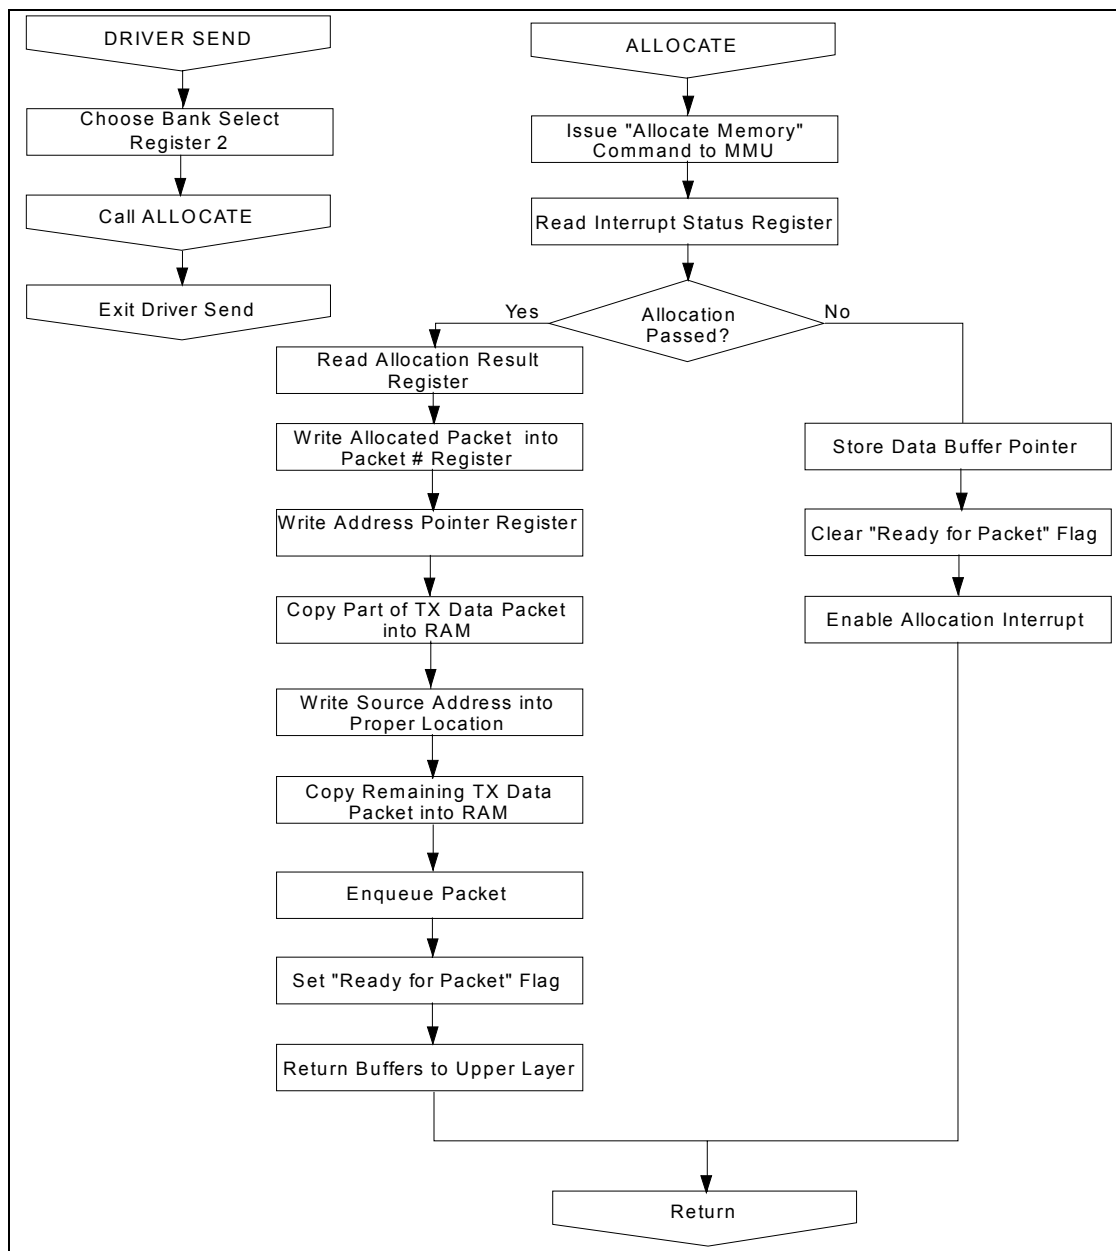 DRIVER SEND
Choose Bank Select
Register 2
Call ALLOCATE
Exit Driver Send
ALLOCATE
Issue "Allocate Memory"
Command to MMU
Read Interrupt Status Register
Allocation
Passed?
Yes
No
Read Allocation Result
Register
Write Allocated Packet into
Packet # Register
Write Address Pointer Register
Copy Part of TX Data Packet
into RAM
Write Source Address into
Proper Location
Copy Remaining TX Data
Packet into RAM
Enqueue Packet
Set "Ready for Packet" Flag
Return Buffers to Upper Layer
Store Data Buffer Pointer
Clear "Ready for Packet" Flag
Enable Allocation Interrupt
Return